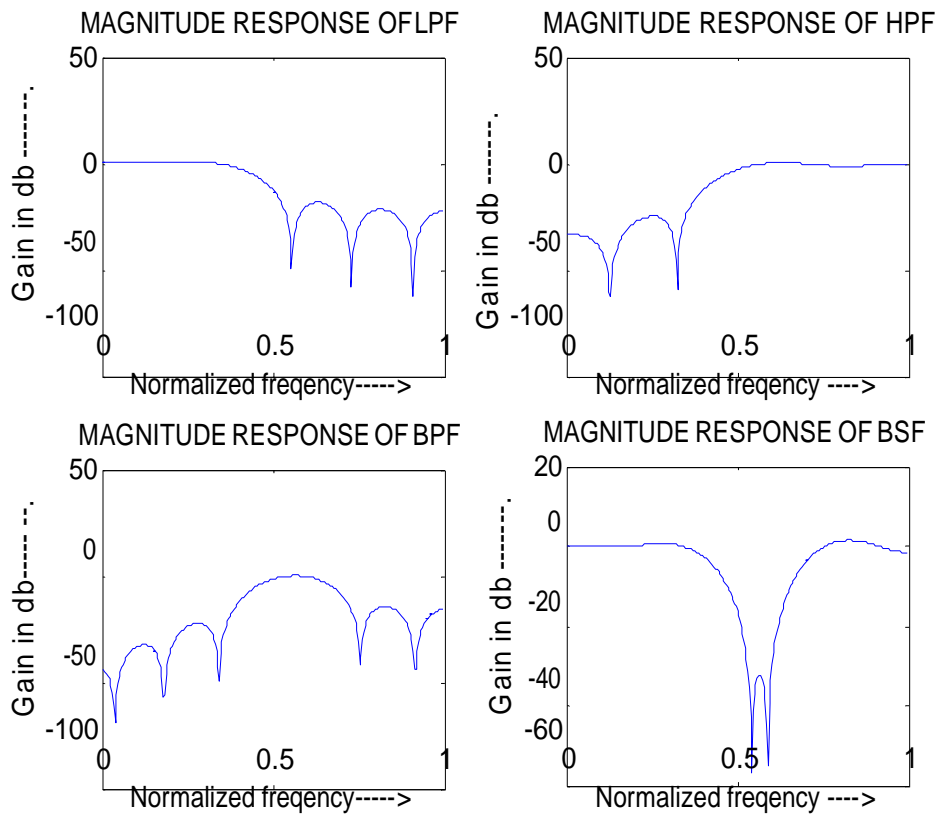 MAGNITUDE RESPONSE OF LPF
50
0
-50
-100
0 0.5 1
Gain in db -------.
Normalized freqency----->
MAGNITUDE RESPONSE OF HPF
50
0
-50
-100
0 0.5 1
Gain in db -------.
Normalized freqency ---->
MAGNITUDE RESPONSE OF BPF
50
0
-50
-100
0 0.5 1
Gain in db----- --.
Normalized freqency----->
MAGNITUDE RESPONSE OF BSF
20
0
-20
-40
-60
0 0.5 1
Gain in db -------.
Normalized freqency ---->